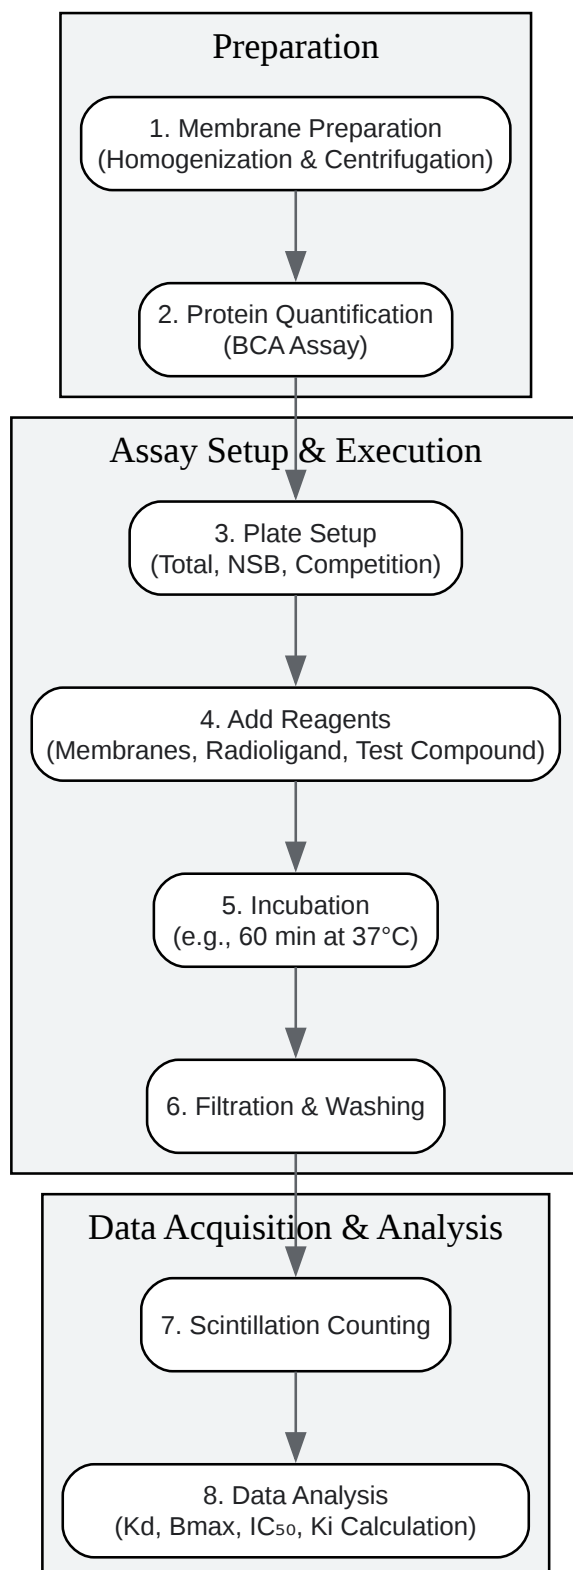 Preparation
1. Membrane Preparation
(Homogenization & Centrifugation)
2. Protein Quantification
(BCA Assay)
Assay Setup & Execution
3. Plate Setup
(Total, NSB, Competition)
4. Add Reagents
(Membranes, Radioligand, Test Compound)
5. Incubation
(e.g., 60 min at 37°C)
6. Filtration & Washing
Data Acquisition & Analysis
7. Scintillation Counting
8. Data Analysis
(Kd, Bmax, IC₅₀, Ki Calculation)